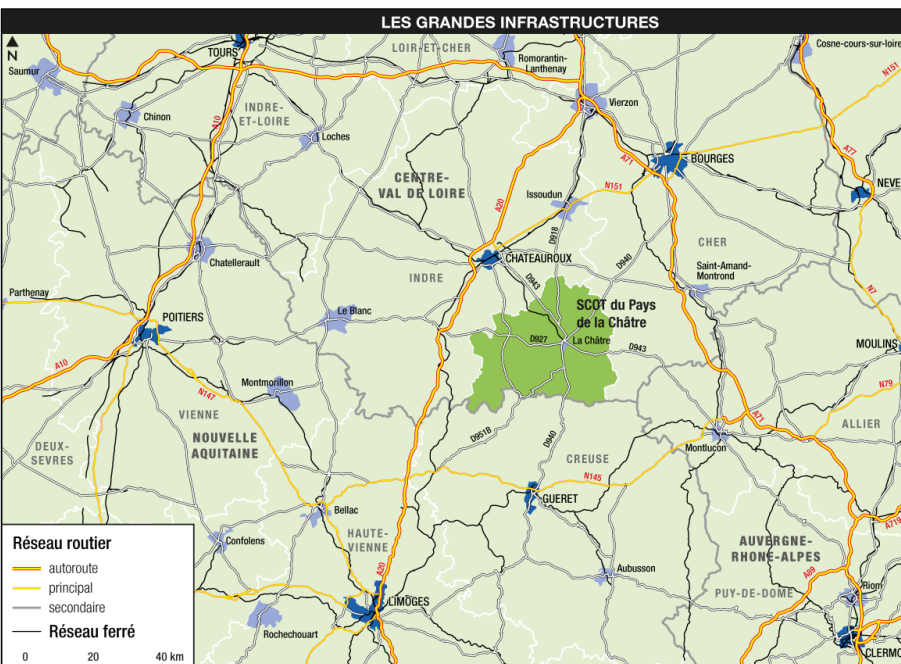 LES GRANDES INFRASTRUCTURES
N
TOURS
LOIR-ET-CHER
Romorantin-
Lanthenay
Cosne-cours-sur-loire
Saumur
N151
Vierzon
Chinon
INDRE-
ET-LOIRE
A10
Loches
A71
BOURGES
A77
CENTRE-
VAL DE LOIRE
Issoudun
N151
NEVE
A20
D918
Chatellerault
CHATEAUROUX
D940
CHER
INDRE
D943
Saint-Amand-
Montrond
N7
Parthenay
POITIERS
Le Blanc
SCOT du Pays
de la Châtre
D927
La Châtre
D943
MOULINS
A10
N147
Montmorillon
N79
VIENNE
A71
ALLIER
NOUVELLE
AQUITAINE
DEUX-
SEVRES
D951B
D940
Montlucon
CREUSE
N145
GUERET
Bellac
A719
HAUTE-
VIENNE
Confolens
AUVERGNE-
RHONE-ALPES
A20
Aubusson
A89
Riom
PUY-DE-DOME
LIMOGES
Rochechouart
CLERMO
Réseau routier
autoroute
principal
secondaire
Réseau ferré
0 20 40 km